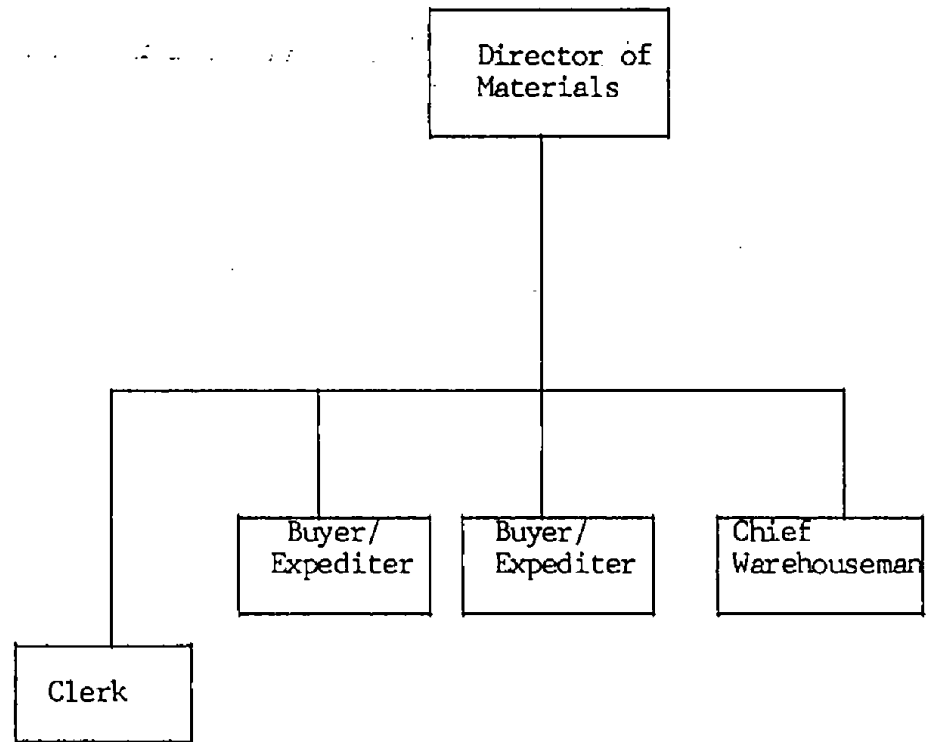 Director of
Materials
Buyer/
Expediter
Buyer/
Expediter
Chief
Warehouseman
Clerk